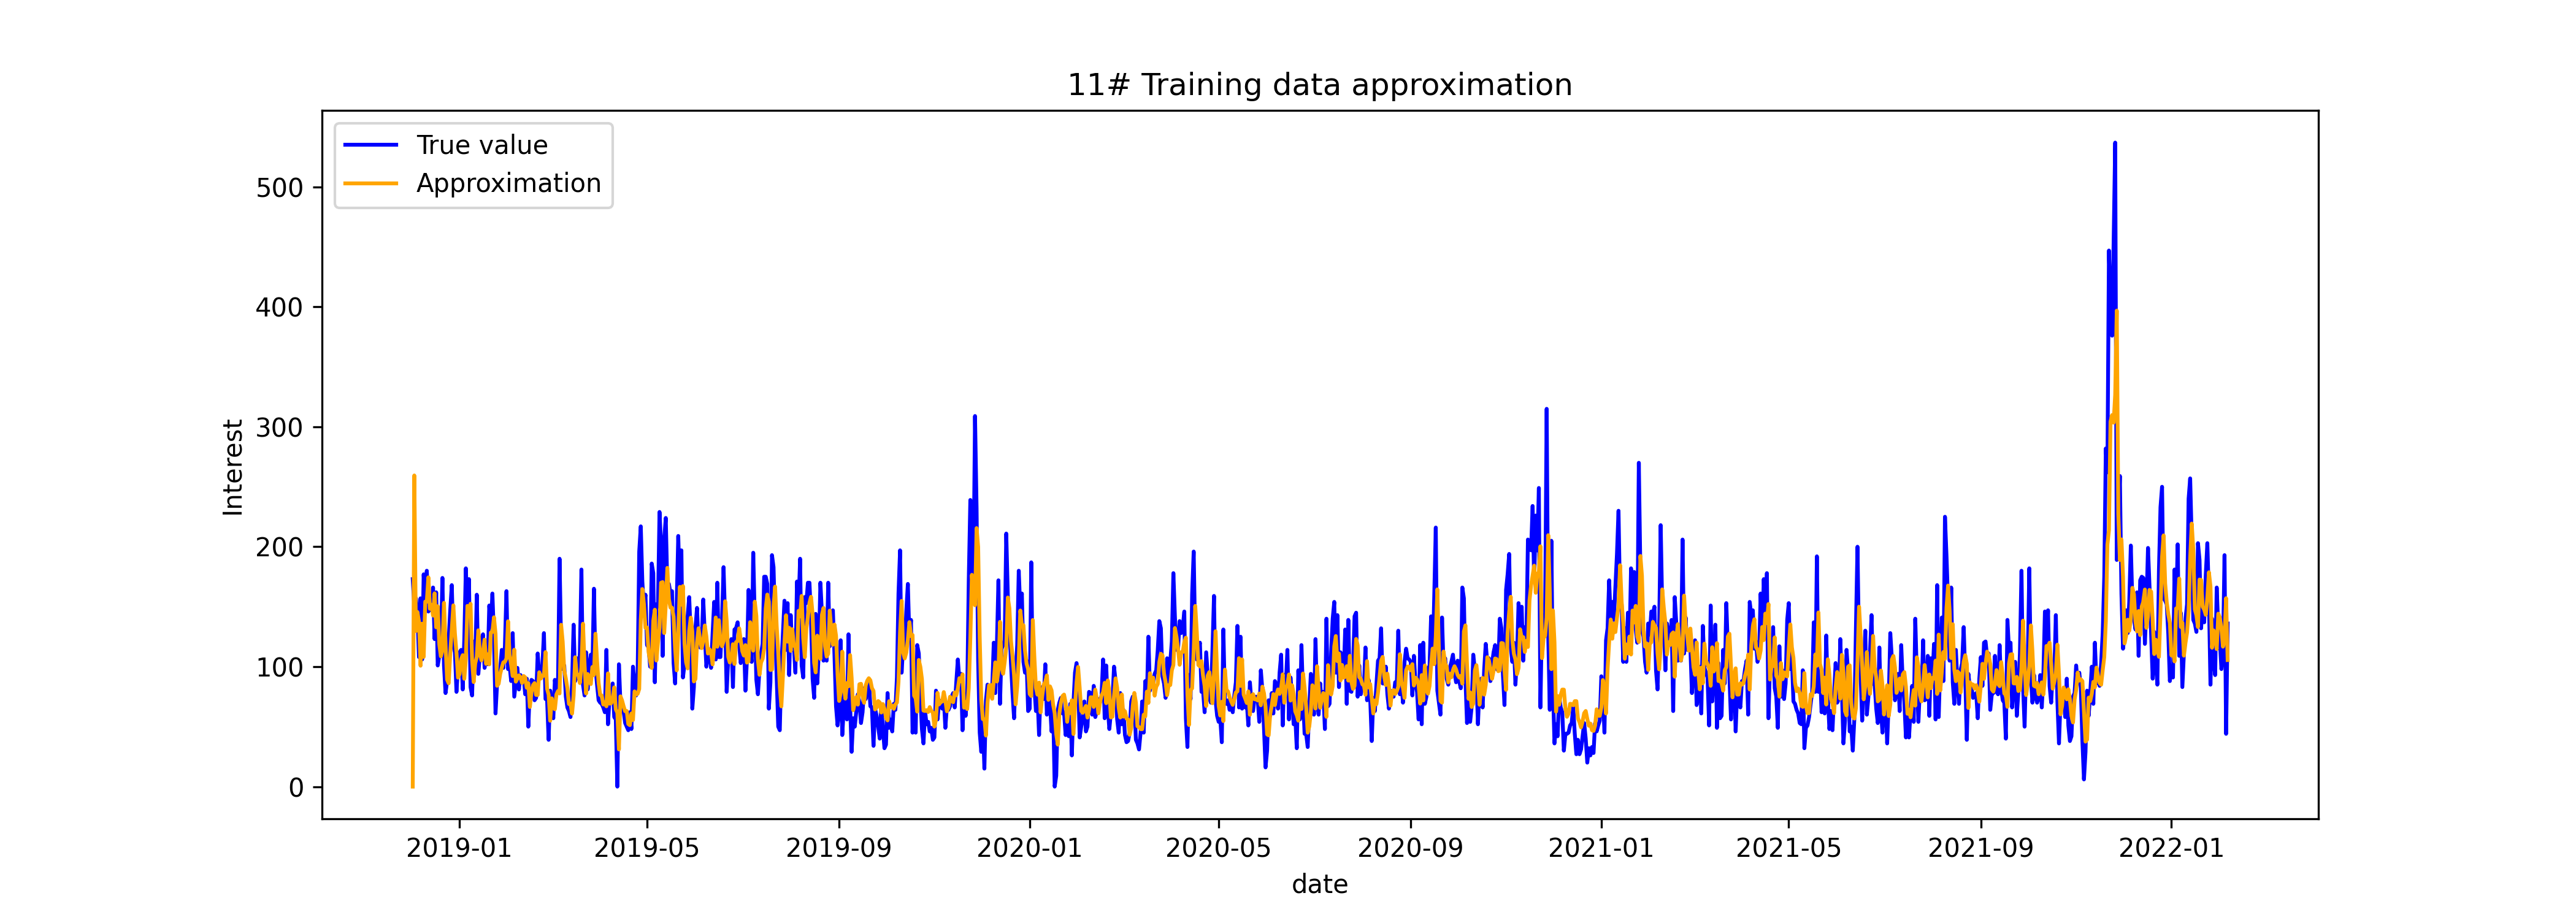 11# Training data approximation
True value
Approximation
Interest
500
400
300
200
100
0
2019-01 2019-05 2019-09 2020-01 2020-05 2020-09 2021-01 2021-05 2021-09 2022-01
date